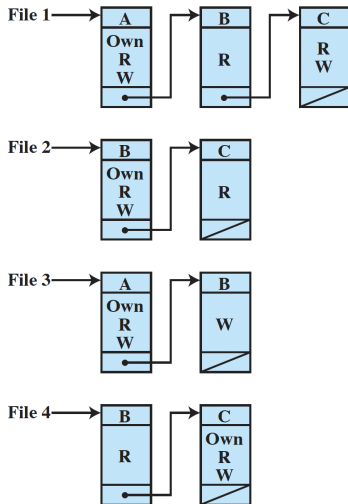 File 1 A B C
Own R R
R W
W
File 2 B C
Own R
R
W
File 3 A B
Own W
R
W
File 4 B C
R Own
R
W